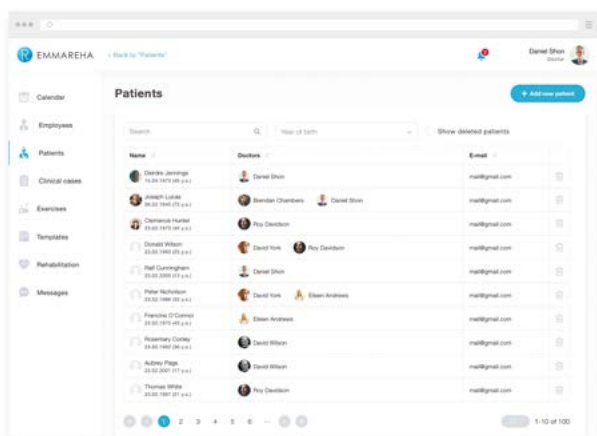 EMMAREHA
‹ Back to "Patients"
Daniel Shon
Doctor
Calendar
Employees
Patients
Clinical cases
Exercises
Templates
Rehabilitation
Messages
Patients
+ Add new patient
Search
Year of birth
Show deleted patients
Name
Doctors
E-mail
Deirdre Jennings
Daniel Shon
mail@gmail.com
Joseph Lucas
Brendan Chambers
Daniel Shon
mail@gmail.com
Clemence Hunter
Roy Davidson
mail@gmail.com
Donald Wilson
David York
Roy Davidson
mail@gmail.com
Ralf Cunningham
Daniel Shon
mail@gmail.com
Peter Nicholson
David York
Eileen Andrews
mail@gmail.com
Francine O'Connor
Eileen Andrews
mail@gmail.com
Rosemary Conley
David Wilson
mail@gmail.com
Aubrey Page
David Wilson
mail@gmail.com
Thomas White
Roy Davidson
mail@gmail.com
1 2 3 4 5 6 ...
1-10 of 100